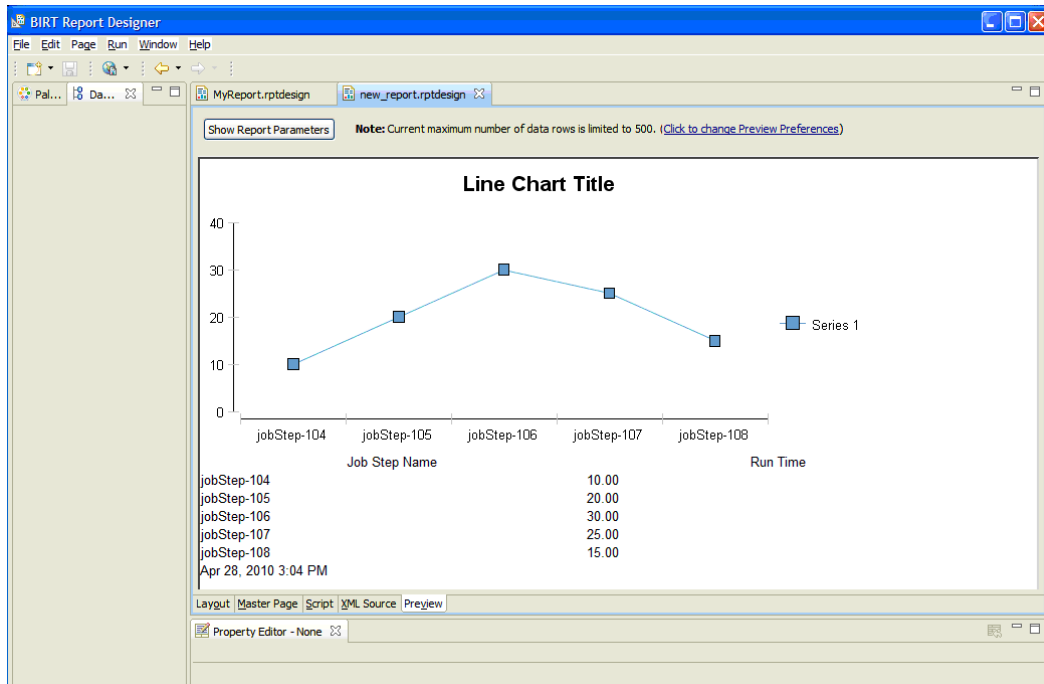 BIRT Report Designer
File Edit Page Run Window Help
Pal... Da... MyReport.rptdesign new_report.rptdesign
Show Report Parameters Note: Current maximum number of data rows is limited to 500. (Click to change Preview Preferences)
Line Chart Title
40
30
20
10
0
Series 1
jobStep-104 jobStep-105 jobStep-106 jobStep-107 jobStep-108
Job Step Name Run Time
jobStep-104 10.00
jobStep-105 20.00
jobStep-106 30.00
jobStep-107 25.00
jobStep-108 15.00
Apr 28, 2010 3:04 PM
Layout Master Page Script XML Source Preview
Property Editor - None